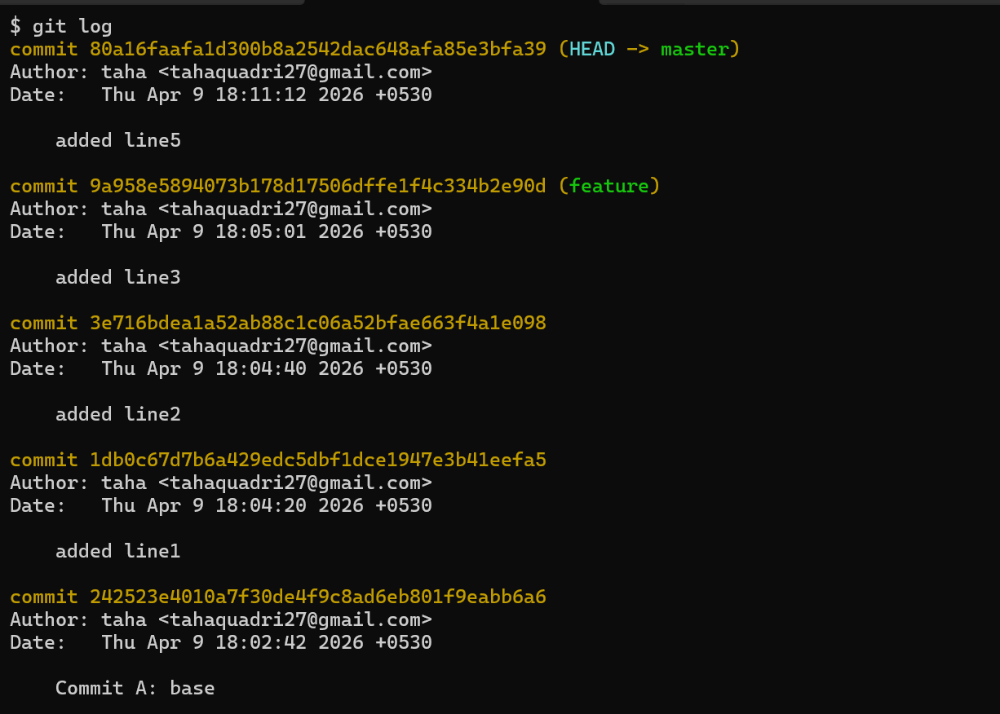 $ git log
commit 80a16faafa1d300b8a2542dac648afa85e3bfa39 (HEAD -> master)
Author: taha <tahaquadri27@gmail.com>
Date:   Thu Apr 9 18:11:12 2026 +0530

    added line5

commit 9a958e5894073b178d17506dffe1f4c334b2e90d (feature)
Author: taha <tahaquadri27@gmail.com>
Date:   Thu Apr 9 18:05:01 2026 +0530

    added line3

commit 3e716bdea1a52ab88c1c06a52bfae663f4a1e098
Author: taha <tahaquadri27@gmail.com>
Date:   Thu Apr 9 18:04:40 2026 +0530

    added line2

commit 1db0c67d7b6a429edc5dbf1dce1947e3b41eefa5
Author: taha <tahaquadri27@gmail.com>
Date:   Thu Apr 9 18:04:20 2026 +0530

    added line1

commit 242523e4010a7f30de4f9c8ad6eb801f9eabb6a6
Author: taha <tahaquadri27@gmail.com>
Date:   Thu Apr 9 18:02:42 2026 +0530

    Commit A: base